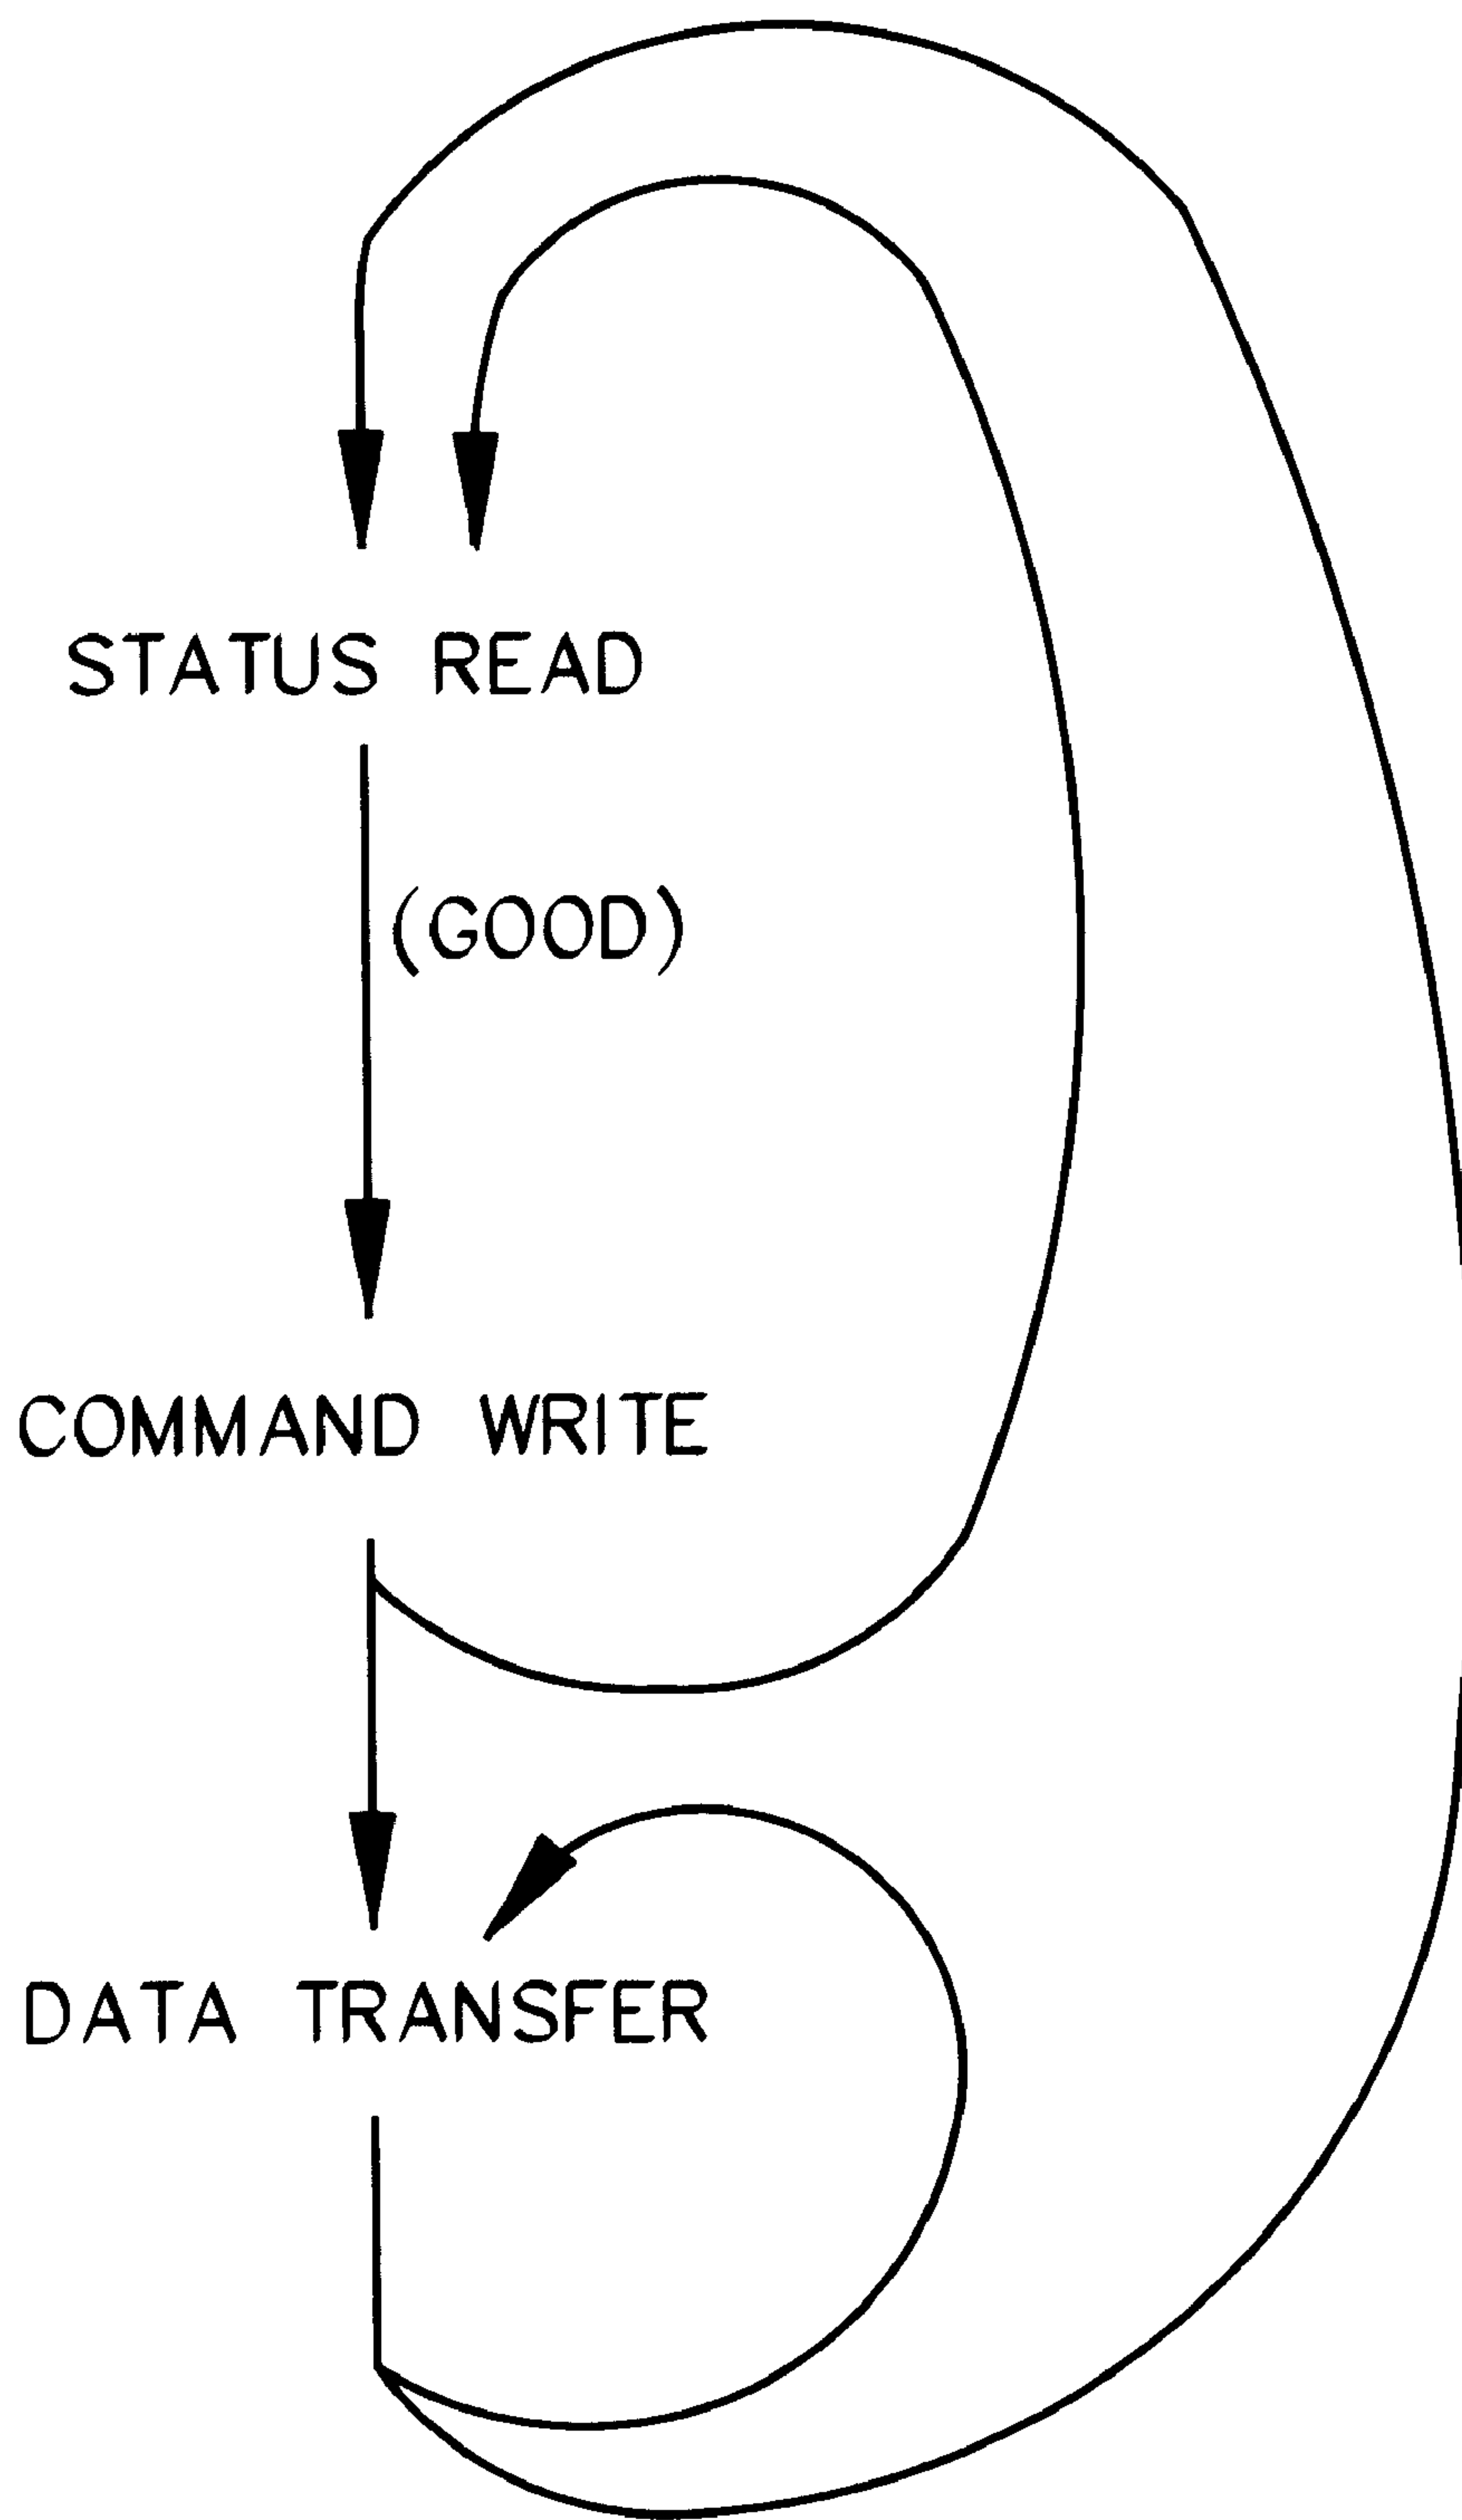 STATUS READ
(GOOD)
COMMAND WRITE
DATA TRANSFER